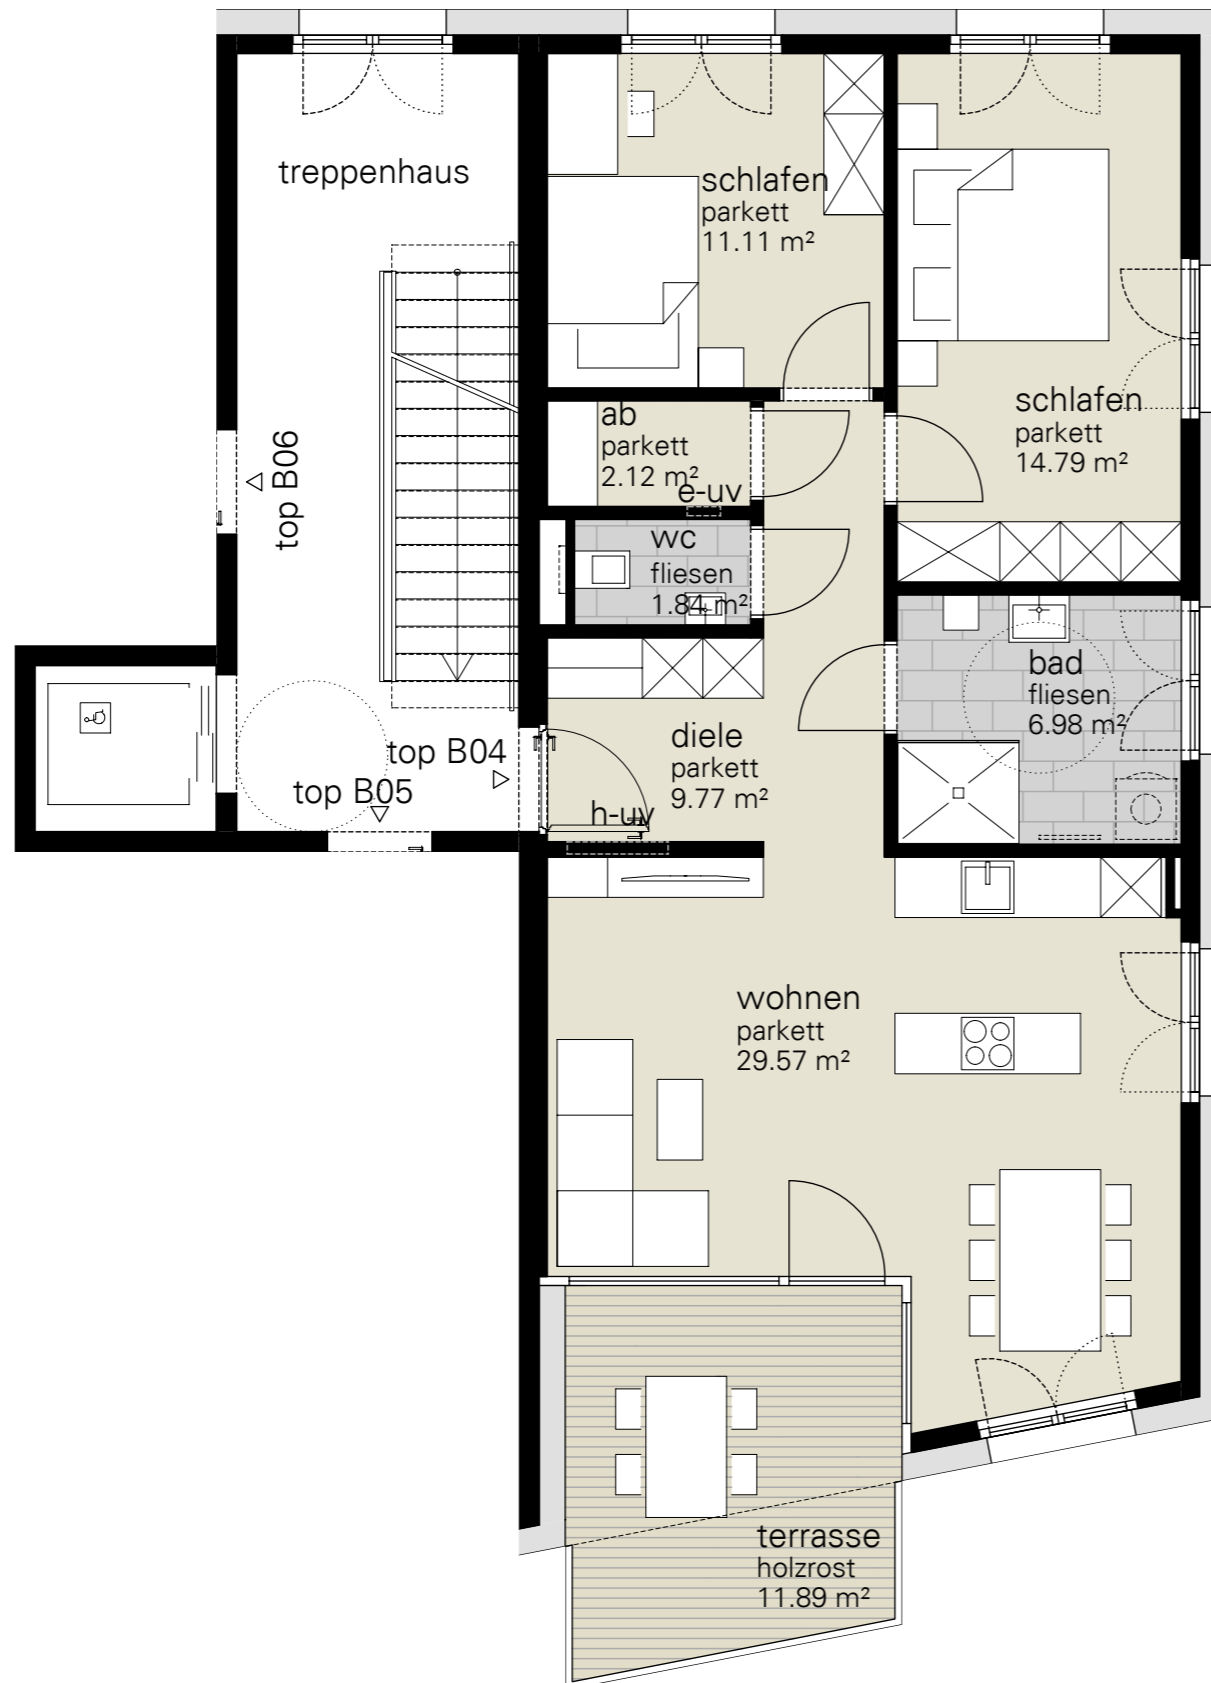 treppenhaus
schlafen
parkett
11.11 m²
schlafen
parkett
14.79 m²
ab
parkett
2.12 m²
e-uv
top B06
wc
fliesen
1.84 m²
bad
fliesen
6.98 m²
diele
parkett
9.77 m²
top B04
top B05
h-uv
wohnen
parkett
29.57 m²
terrasse
holzrost
11.89 m²